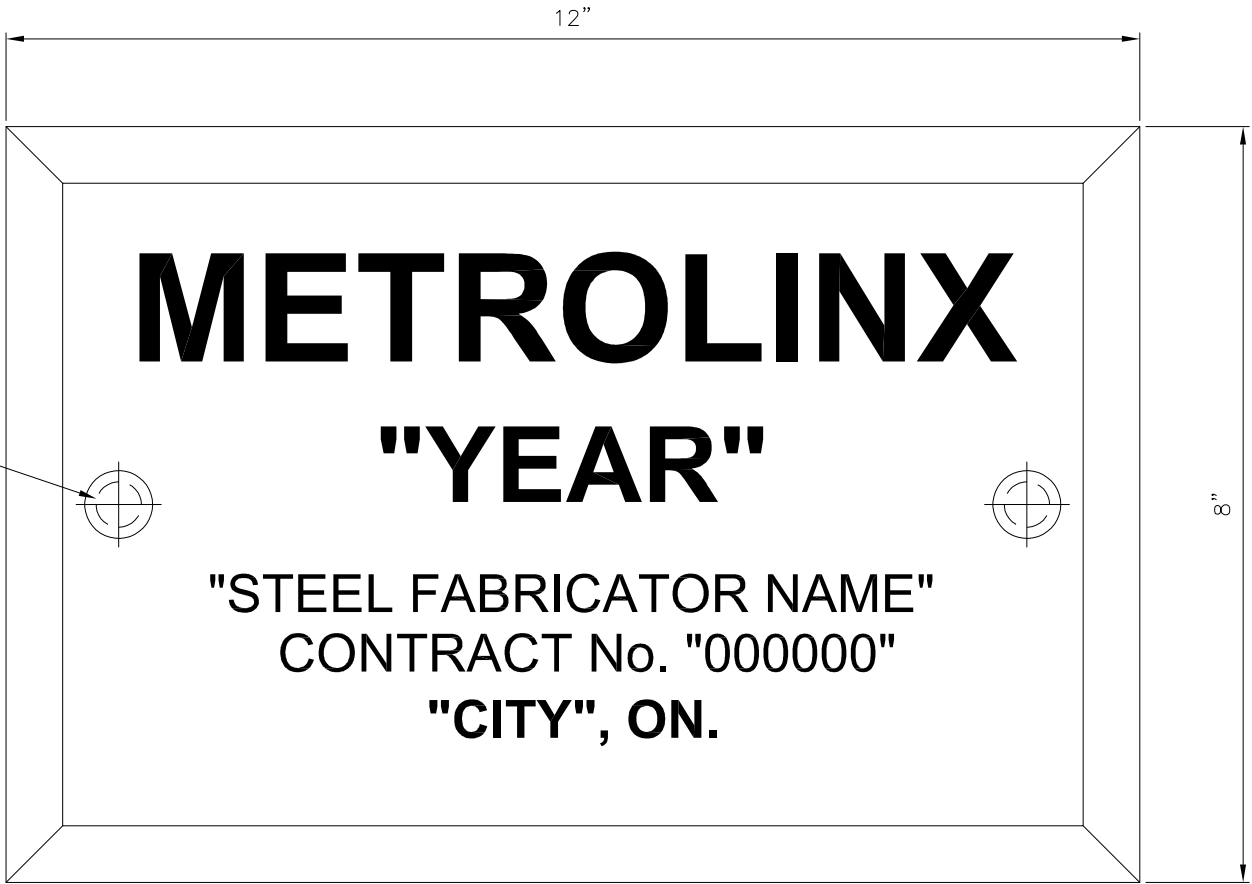 12”
METROLINX
"YEAR"
8”
"STEEL FABRICATOR NAME"
CONTRACT No. "000000"
"CITY", ON.